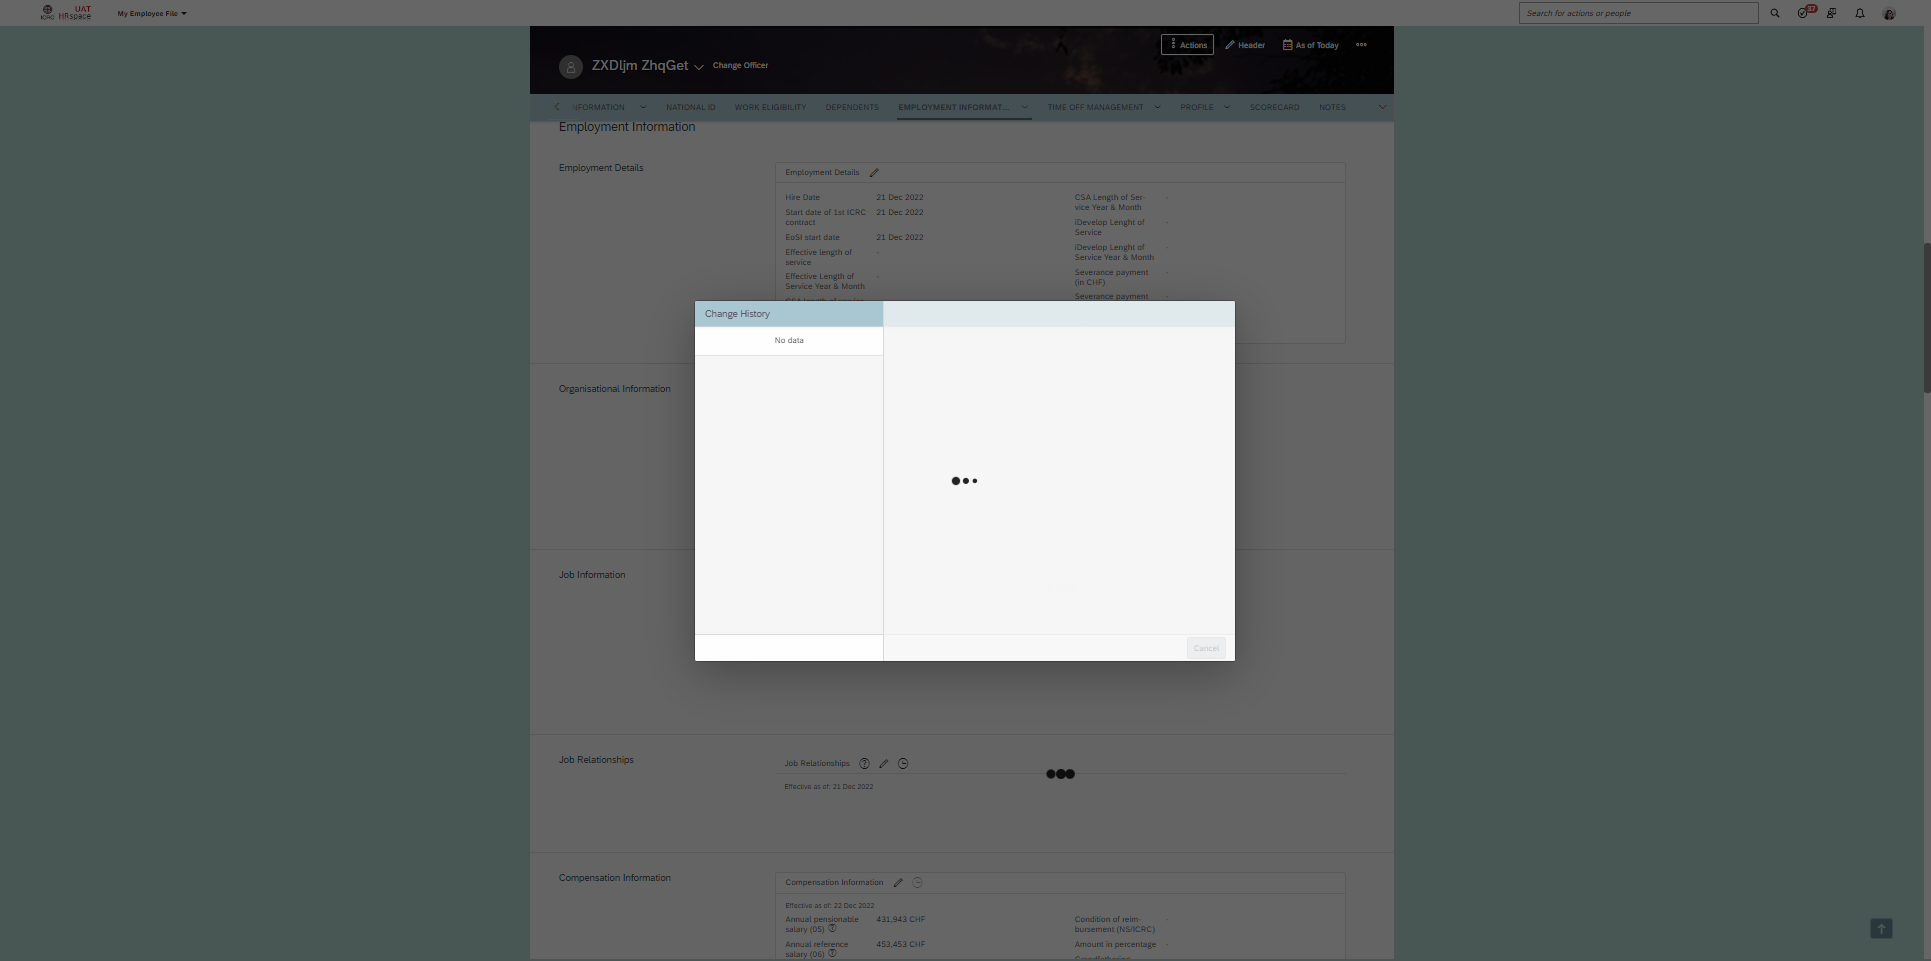 ICRC
UAT
HRspace
My Employee File
Search for actions or people
37
ZXDljm ZhqGet
Change Officer
Actions
Header
As of Today
IFORMATION
NATIONAL ID
WORK ELIGIBILITY
DEPENDENTS
EMPLOYMENT INFORMAT...
TIME OFF MANAGEMENT
PROFILE
SCORECARD
NOTES
Employment Information
Employment Details
Employment Details
Hire Date
21 Dec 2022
Start date of 1st ICRC
contract
21 Dec 2022
EoSI start date
21 Dec 2022
Effective length of
service
-
Effective Length of
Service Year & Month
-
CSA Length of Ser-
vice Year & Month
-
iDevelop Lenght of
Service
-
iDevelop Lenght of
Service Year & Month
-
Severance payment
(in CHF)
-
Severance payment
-
Change History
No data
Cancel
Organisational Information
Job Information
Job Relationships
Job Relationships
Effective as of: 21 Dec 2022
Compensation Information
Compensation Information
Effective as of: 22 Dec 2022
Annual pensionable
salary (05)
431,943 CHF
Annual reference
salary (06)
453,453 CHF
Condition of reim-
bursement (NS/ICRC)
-
Amount in percentage
-
Grandfathering